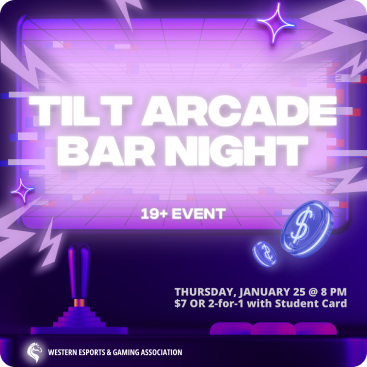 TILT ARCADE
BAR NIGHT
19+ EVENT
THURSDAY, JANUARY 25 @ 8 PM
$7 OR 2-for-1 with Student Card
WESTERN ESPORTS & GAMING ASSOCIATION